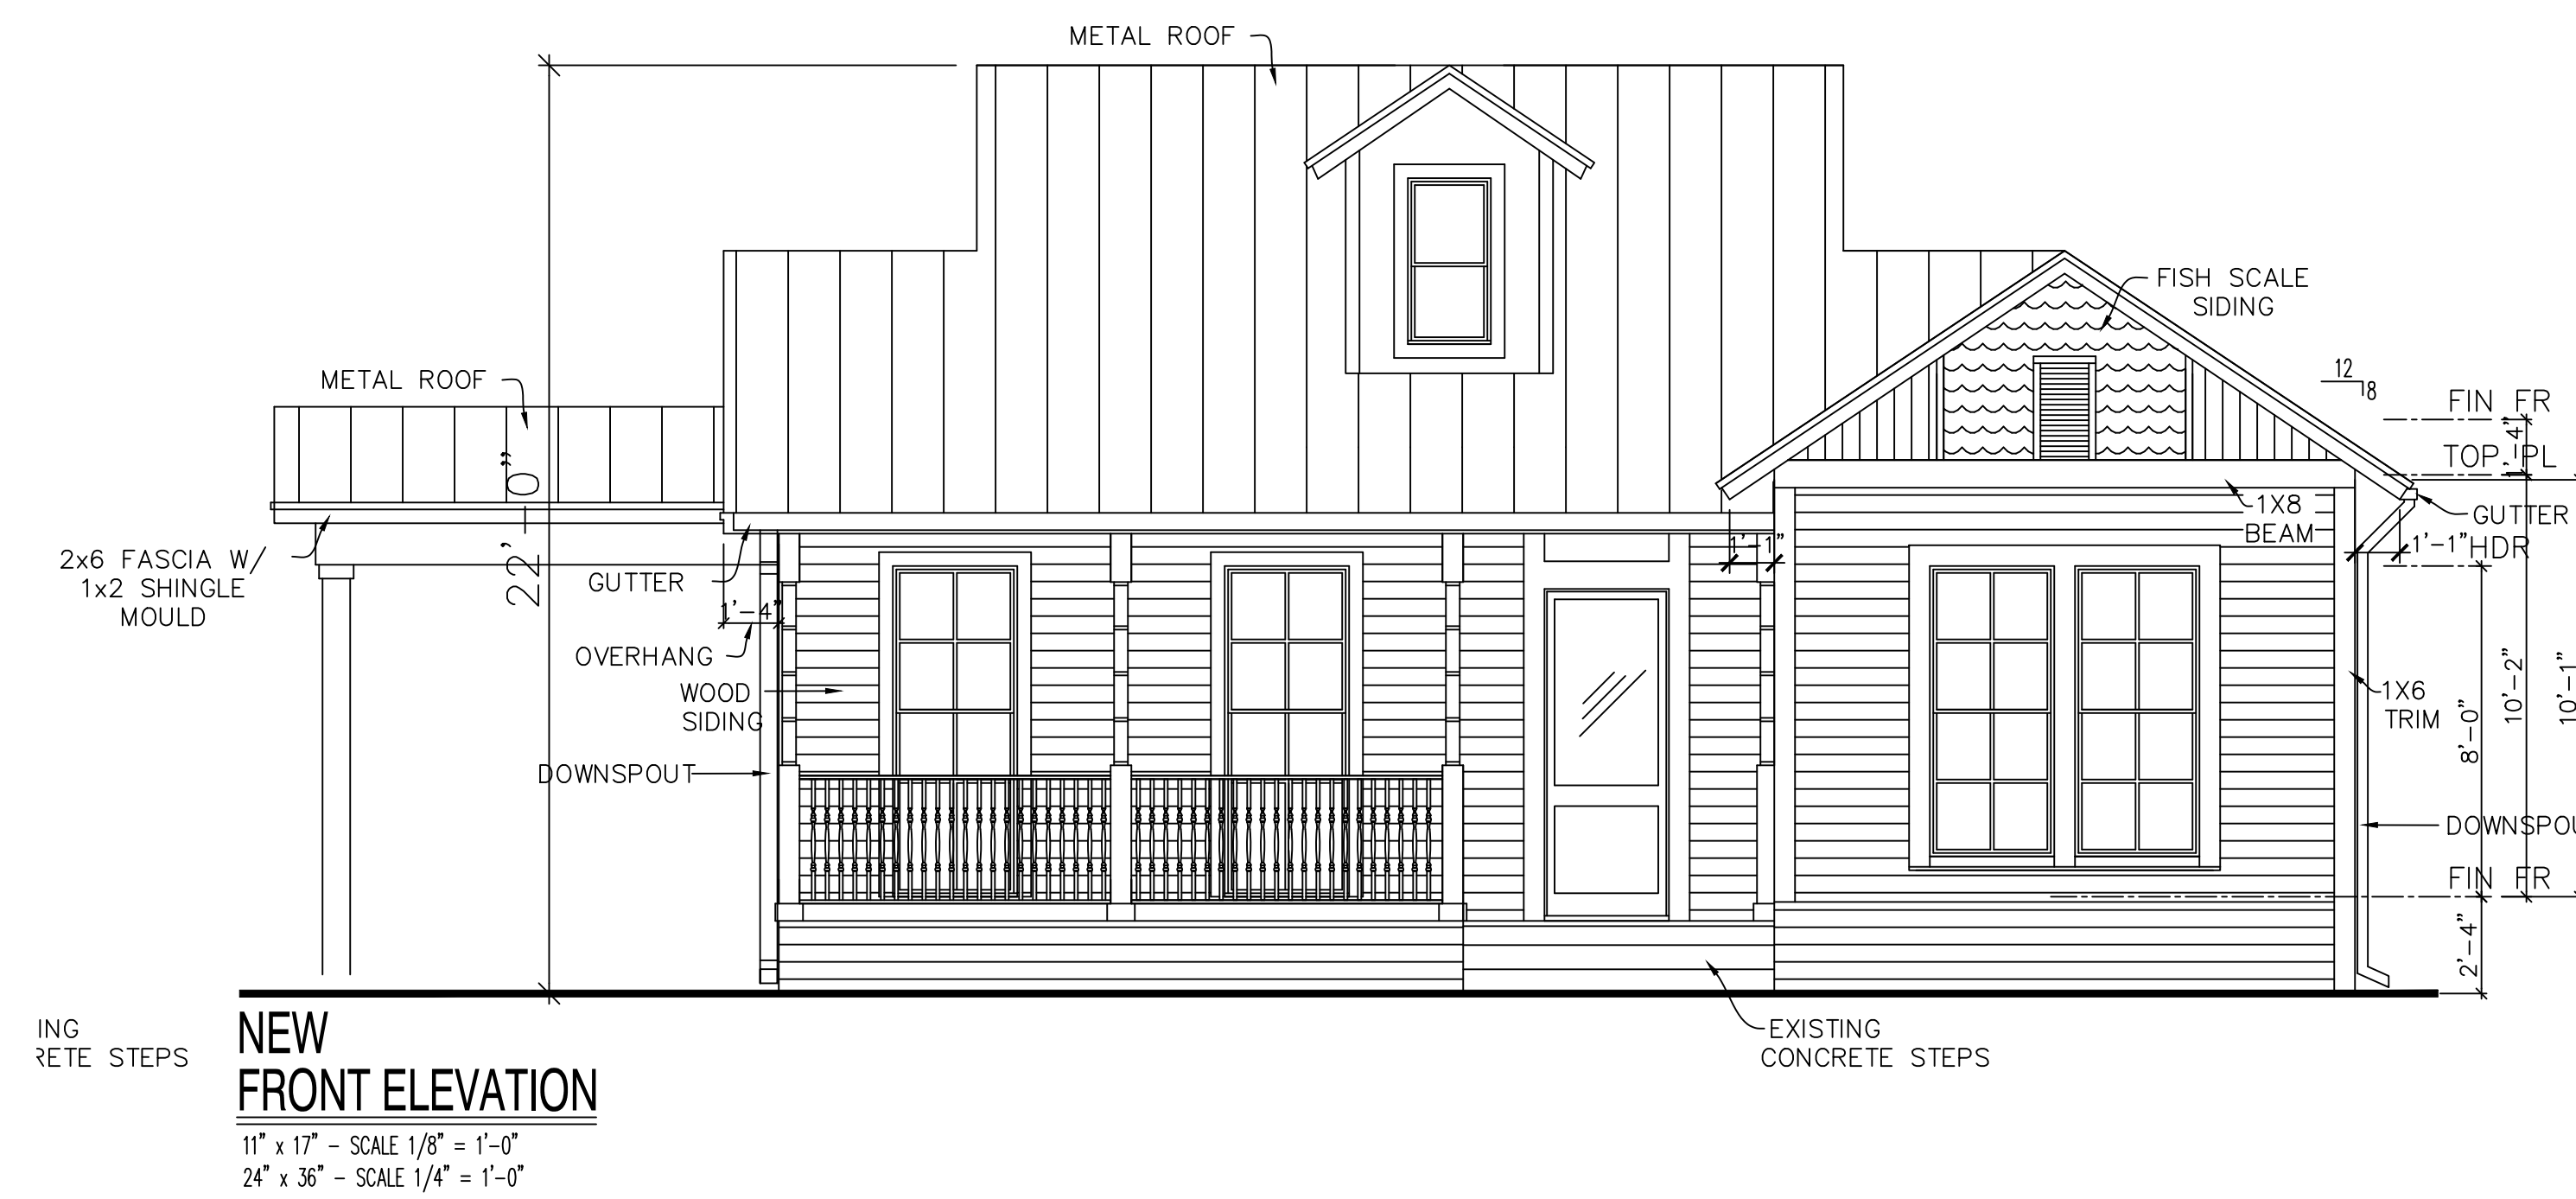 METAL ROOF
FISH SCALE
SIDING
12
8
METAL ROOF
FIN FR
1'-4"
TOP PL
22'-0"
1X8
BEAM
GUTTER
1'-1"
1'-1"
HDR
2x6 FASCIA W/
1x2 SHINGLE
MOULD
GUTTER
1'-4"
OVERHANG
WOOD
SIDING
1X6
TRIM
8'-0"
10'-2"
10'-1"
DOWNSPOUT
DOWNSPOU
FIN FR
2'-4"
ING
RETE STEPS
EXISTING
CONCRETE STEPS
NEW
FRONT ELEVATION
11" x 17" - SCALE 1/8" = 1'-0"
24" x 36" - SCALE 1/4" = 1'-0"